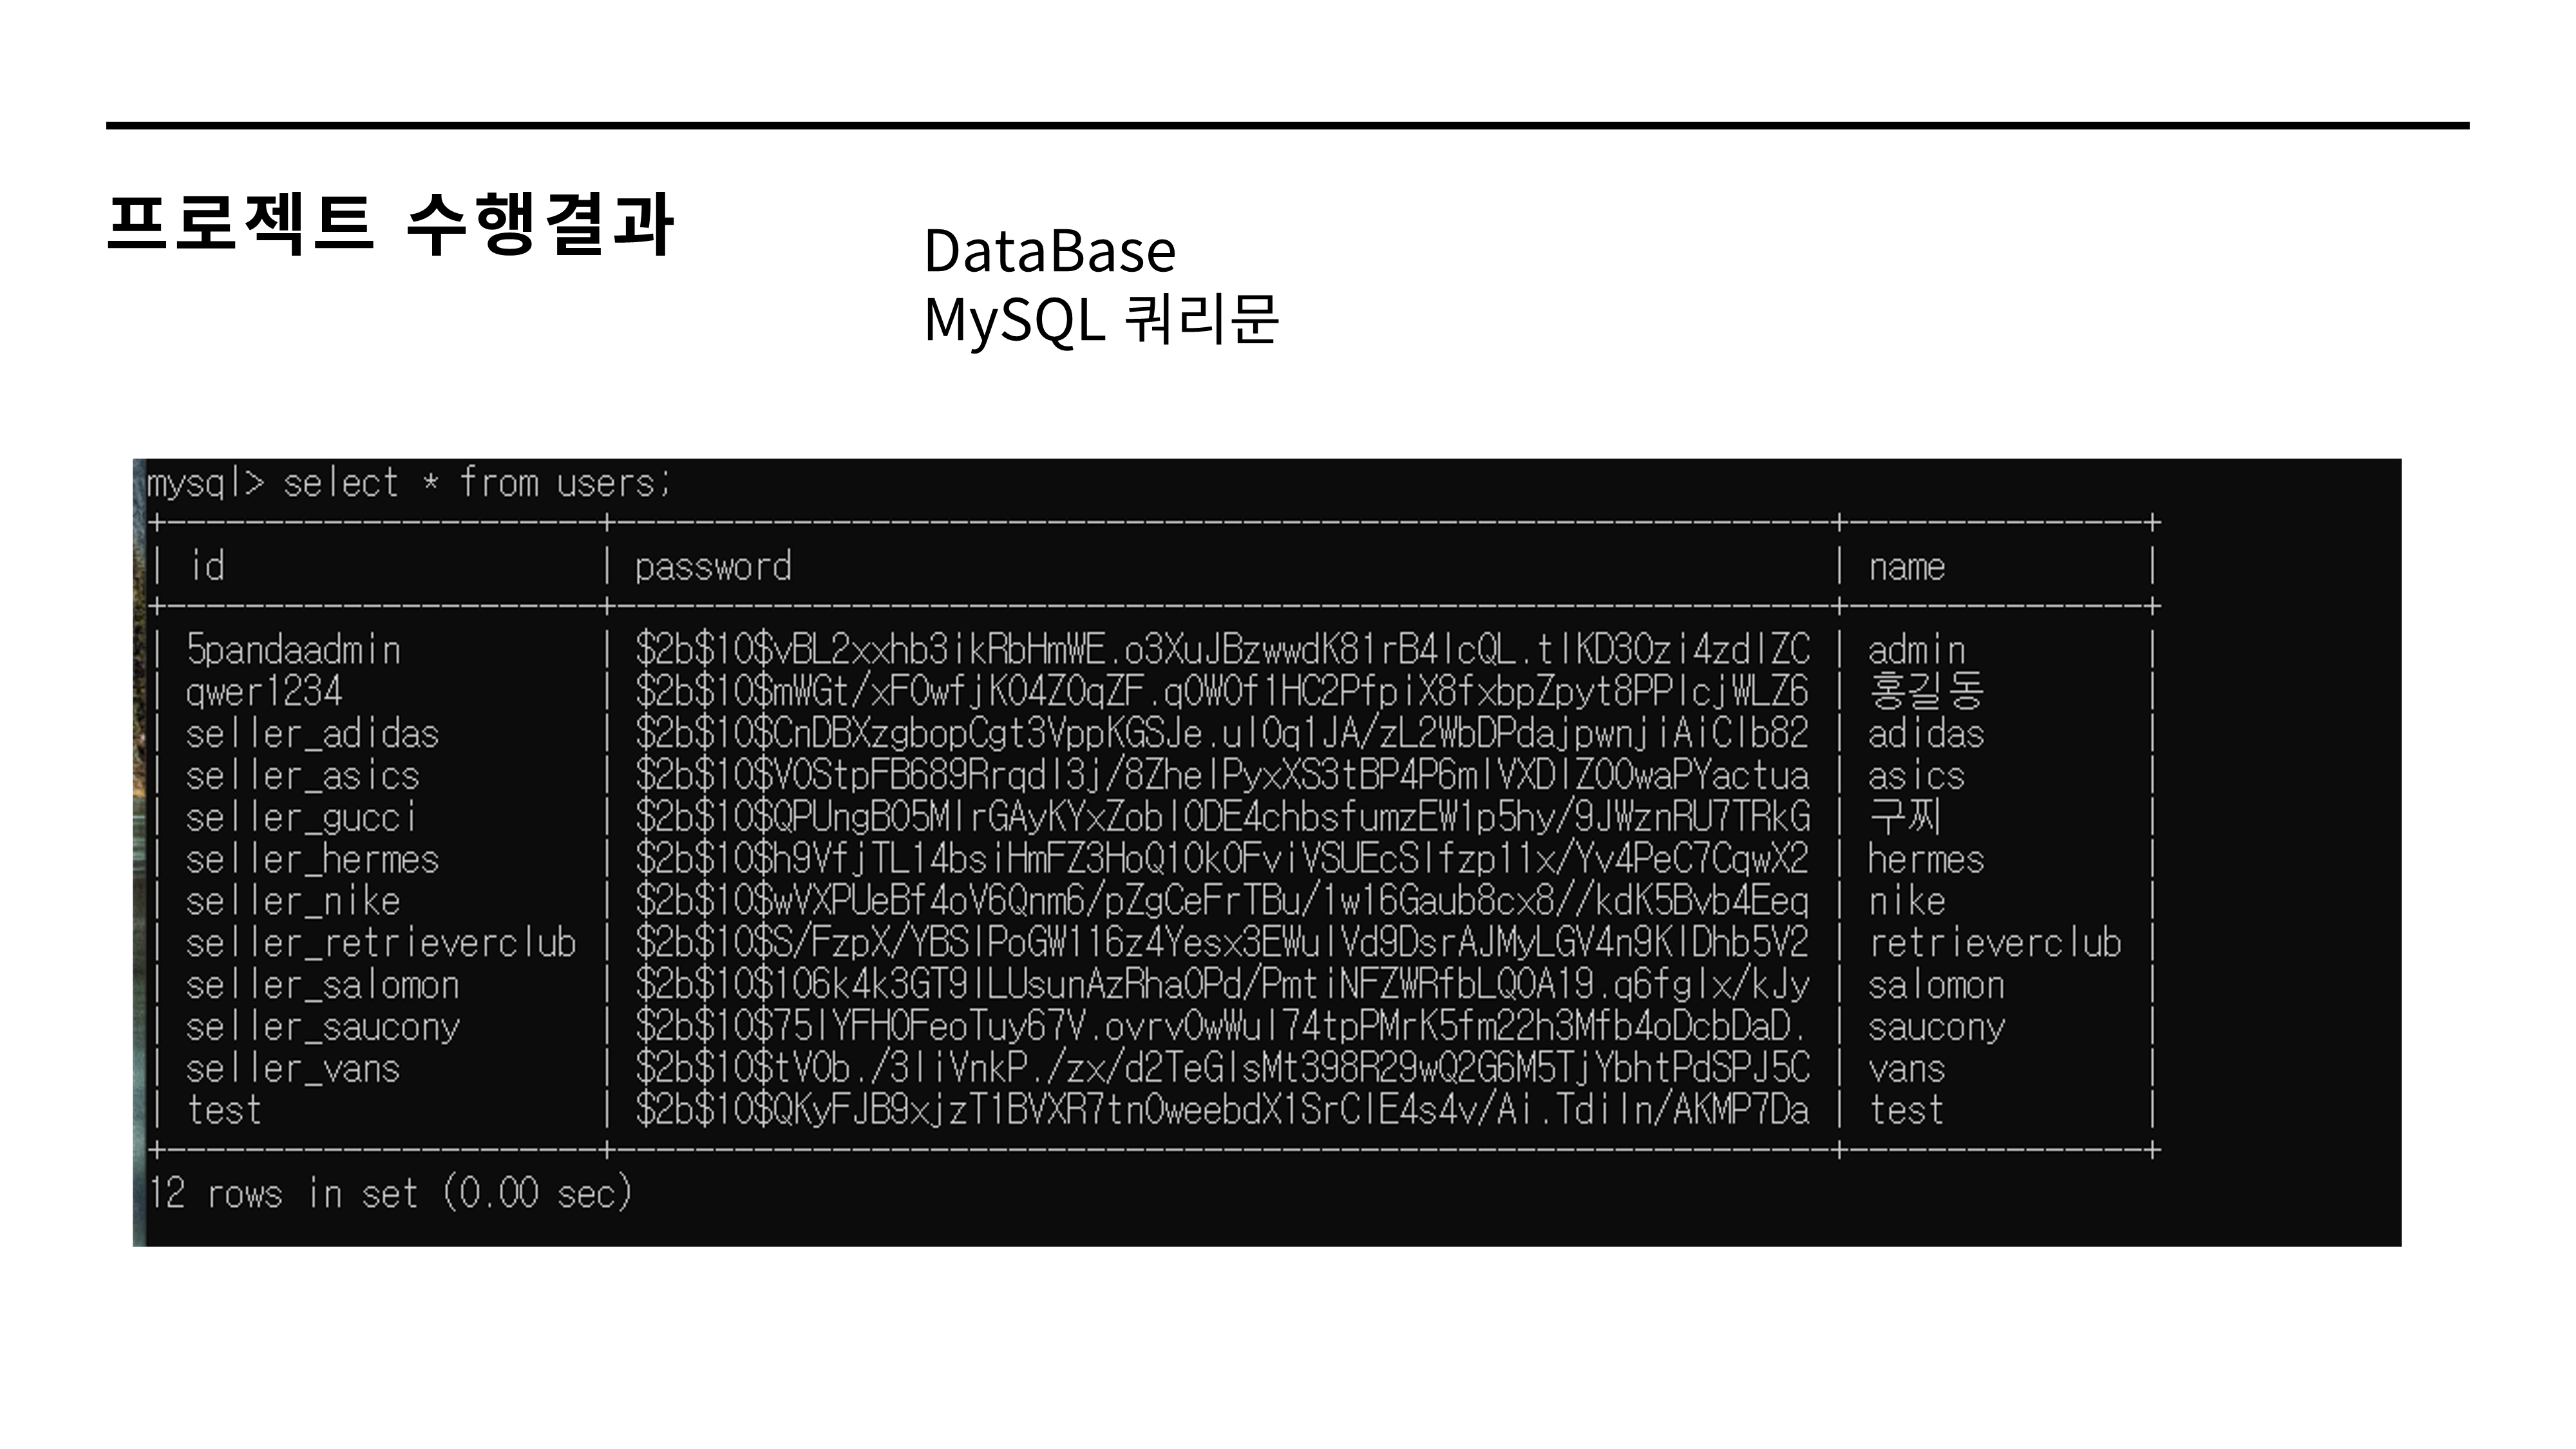 프로젝트 수행결과
DataBase
MySQL 쿼리문
mysql> select * from users;
| id | password | name |
| 5pandaadmin | $2b$10$vBL2xxhb3ikRbHmWE.o3XuJBzwwdK81rB4lcQL.tlKD30zi4zdlZC | admin |
| qwer1234 | $2b$10$mWGt/xF0wfjK04Z0qZF.q0W0f1HC2PfpiX8fxbpZpyt8PPlcjWLZ6 | 홍길동 |
| seller_adidas | $2b$10$CnDBXzgbopCgt3VppKGSJe.ul0q1JA/zL2WbDPdajpwnjiAiClb82 | adidas |
| seller_asics | $2b$10$V0StpFB689Rrqdl3j/8ZhelPyxXS3tBP4P6mlVXDlZ00waPYactua | asics |
| seller_gucci | $2b$10$QPUngB05MlrGAyKYxZobl0DE4chbsfumzEW1p5hy/9JWznRU7TRkG | 구찌 |
| seller_hermes | $2b$10$h9VfjTL14bsiHmFZ3HoQ10k0FviVSUEcSlfzp11x/Yv4PeC7CqwX2 | hermes |
| seller_nike | $2b$10$wVXPUeBf4oV6Qnm6/pZgCeFrTBu/1w16Gaub8cx8//kdK5Bvb4Eeq | nike |
| seller_retrieverclub | $2b$10$S/FzpX/YBSlPoGW116z4Yesx3EWulVd9DsrAJMyLGV4n9KlDhb5V2 | retrieverclub |
| seller_salomon | $2b$10$106k4k3GT9lLUsunAzRha0Pd/PmtiNFZWRfbLQ0A19.q6fglx/kJy | salomon |
| seller_saucony | $2b$10$75lYFH0FeoTuy67V.ovrv0wWul74tpPMrK5fm22h3Mfb4oDcbDaD. | saucony |
| seller_vans | $2b$10$tV0b./3liVnkP./zx/d2TeGlsMt398R29wQ2G6M5TjYbhtPdSPJ5C | vans |
| test | $2b$10$QKyFJB9xjzT1BVXR7tn0weebdX1SrClE4s4v/Ai.Tdiln/AKMP7Da | test |
12 rows in set (0.00 sec)